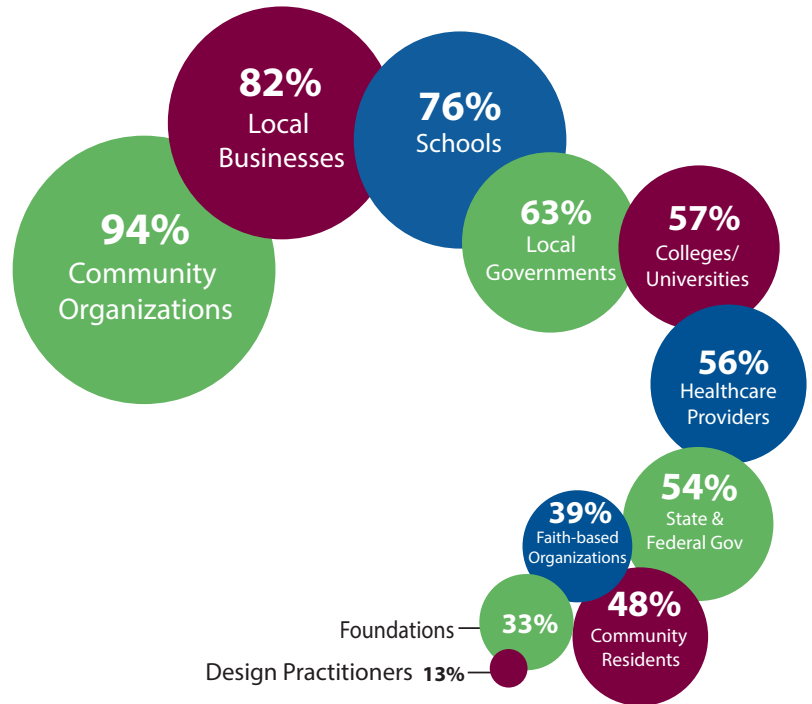 94%
Community
Organizations
82%
Local
Businesses
76%
Schools
63%
Local
Governments
57%
Colleges/
Universities
56%
Healthcare
Providers
54%
State &
Federal Gov
48%
Community
Residents
39%
Faith-based
Organizations
Foundations 33%
Design Practitioners 13%